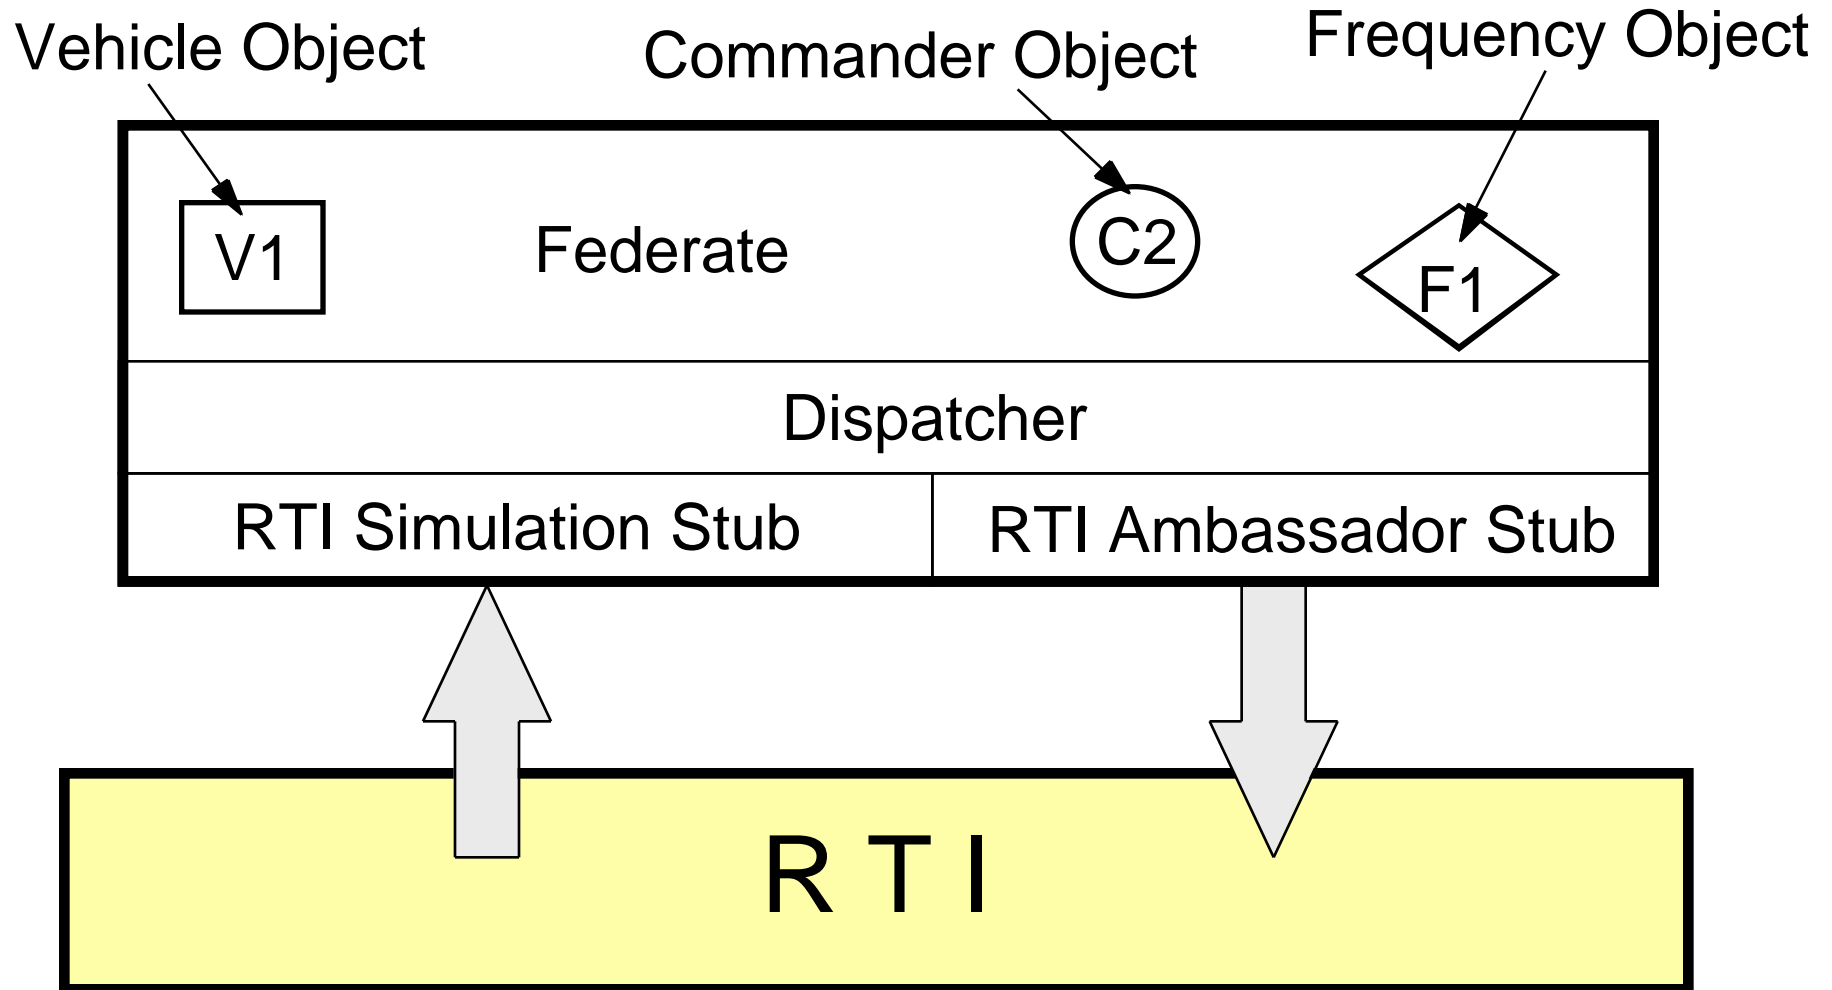 Vehicle Object
Commander Object
Frequency Object
V1
Federate
C2
F1
Dispatcher
RTI Simulation Stub
RTI Ambassador Stub
R T I